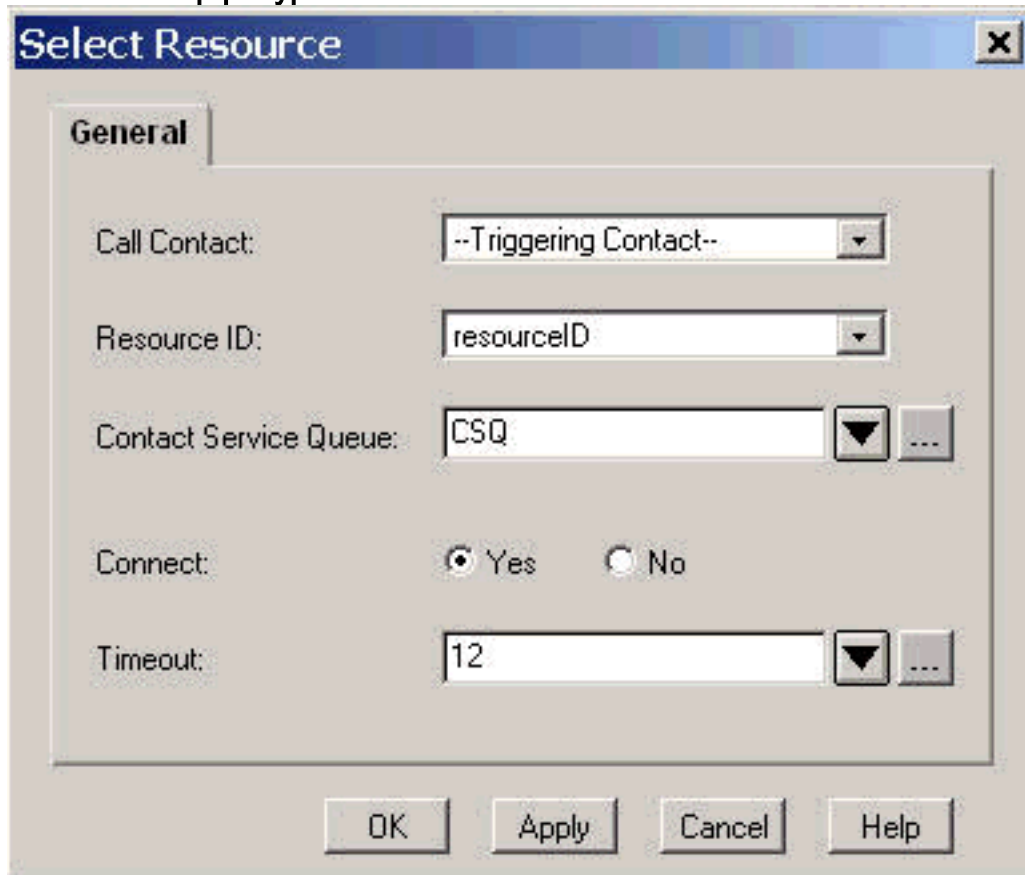 Select Resource
General
Call Contact: --Triggering Contact--
Resource ID: resourceID
Contact Service Queue: CSQ ...
Connect: Yes No
Timeout: 12 ...
OK Apply Cancel Help